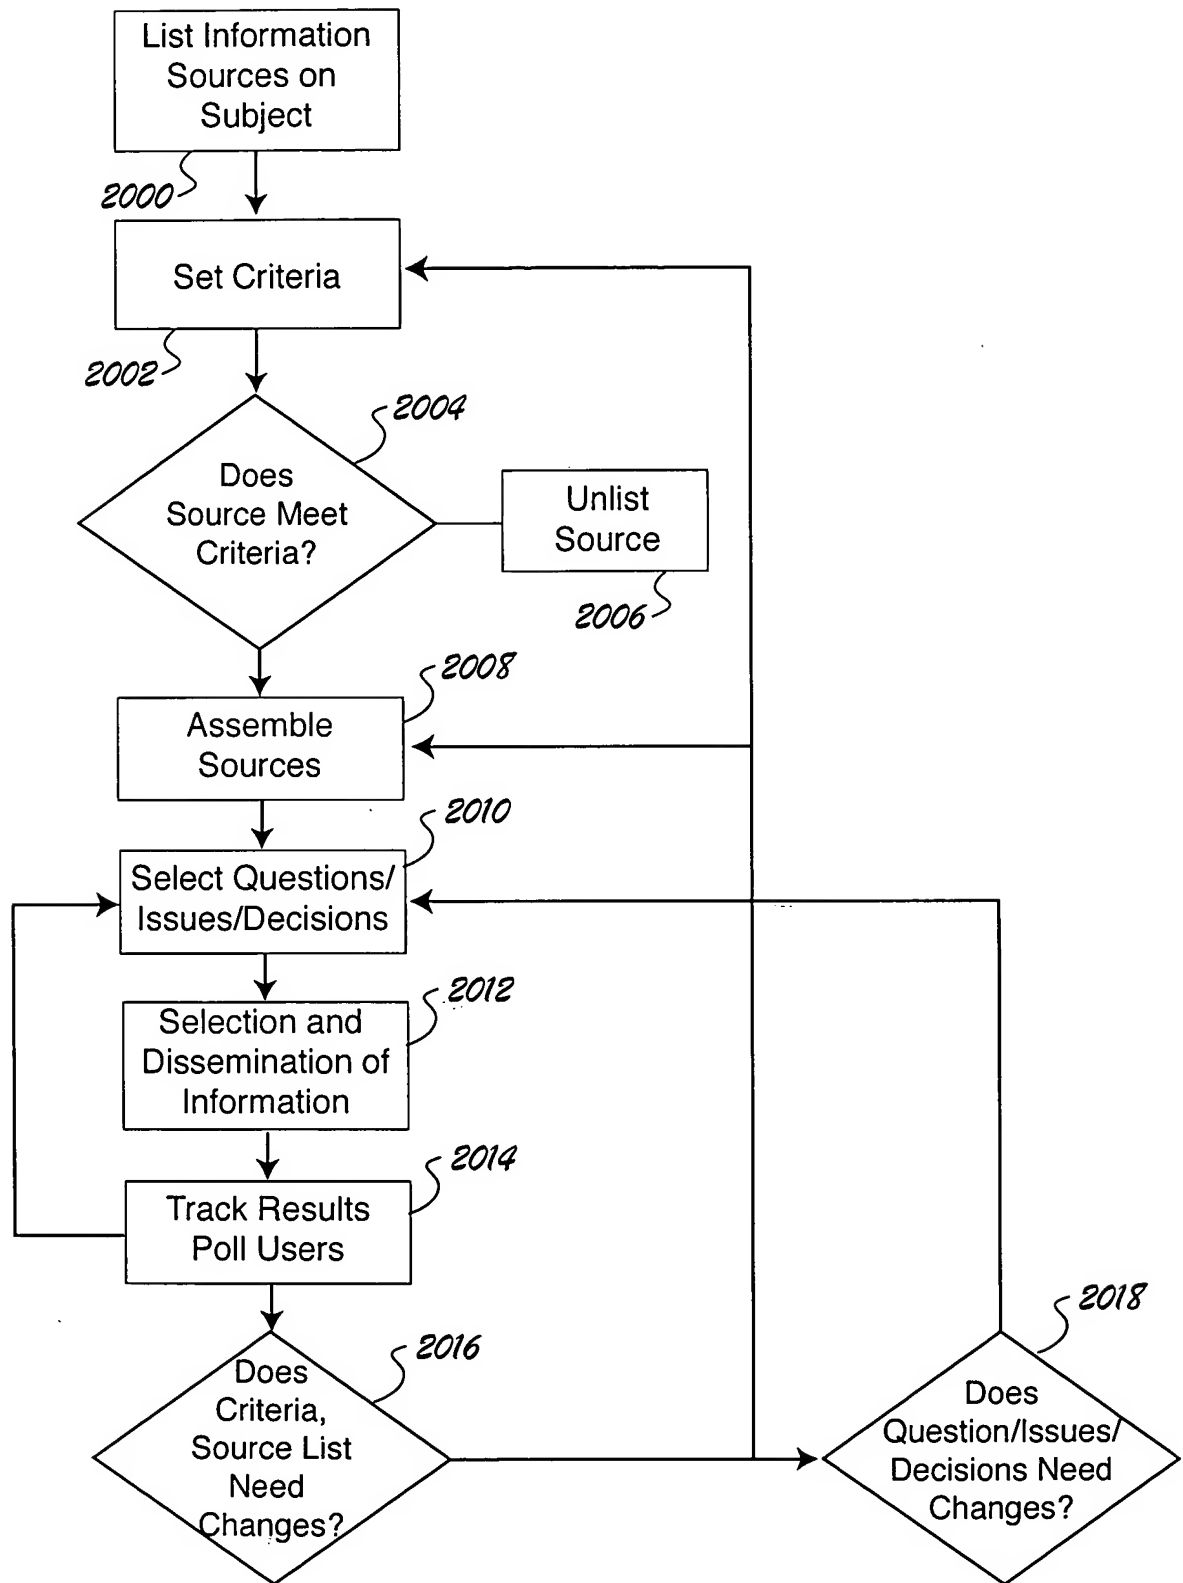 List Information
Sources on
Subject
2000
Set Criteria
2002
2004
Does
Source Meet
Criteria?
Unlist
Source
2006
2008
Assemble
Sources
2010
Select Questions/
Issues/Decisions
2012
Selection and
Dissemination of
Information
2014
Track Results
Poll Users
2016
Does
Criteria,
Source List
Need
Changes?
2018
Does
Question/Issues/
Decisions Need
Changes?